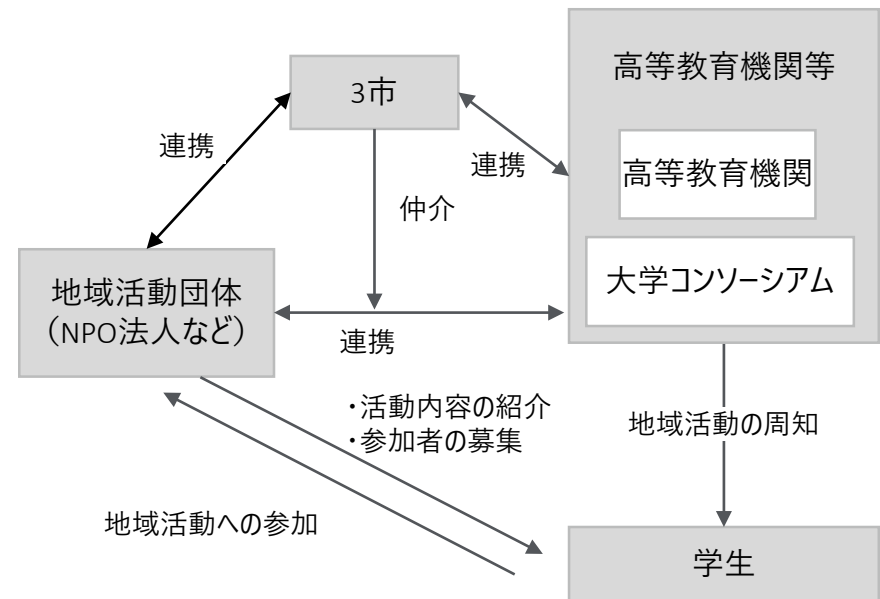 高等教育機関等
3市
連携
連携
高等教育機関
仲介
大学コンソーシアム
地域活動団体
（NPO法人など）
連携
・活動内容の紹介
・参加者の募集
地域活動の周知
地域活動への参加
学生